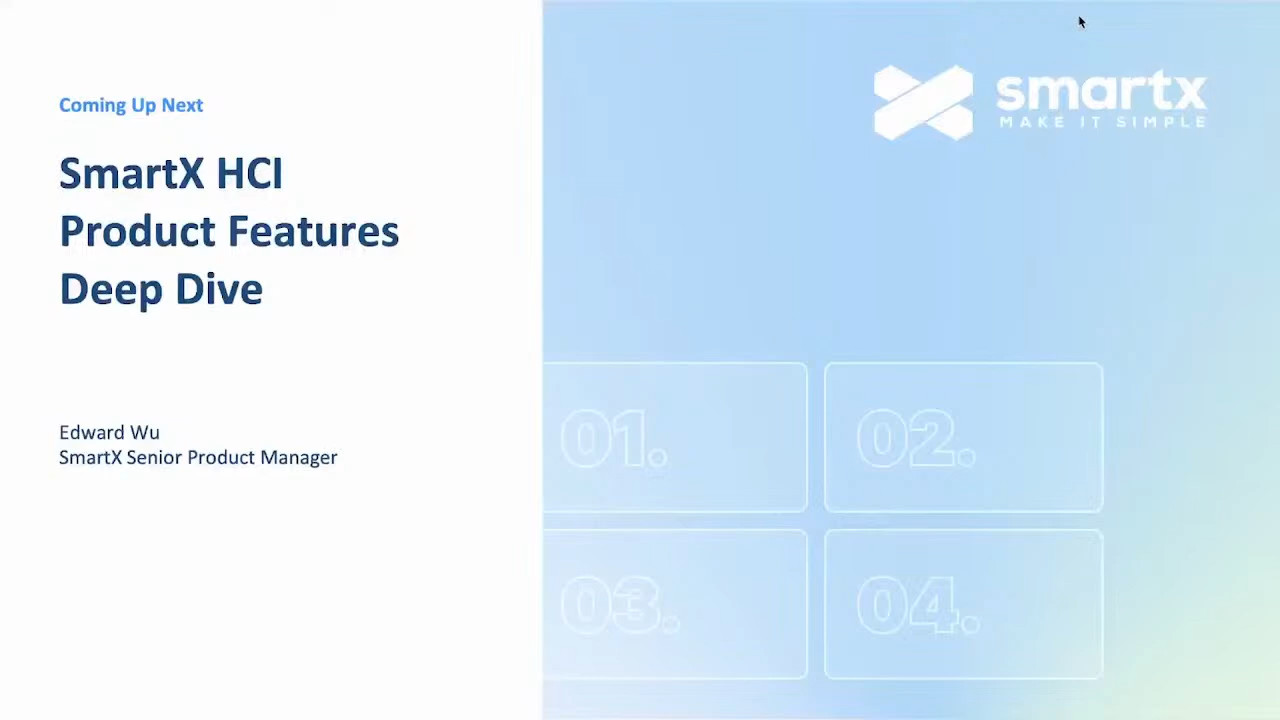 Coming Up Next
SmartX HCI
Product Features
Deep Dive
Edward Wu
SmartX Senior Product Manager
smartx
MAKE IT SIMPLE
01.
02.
03.
04.